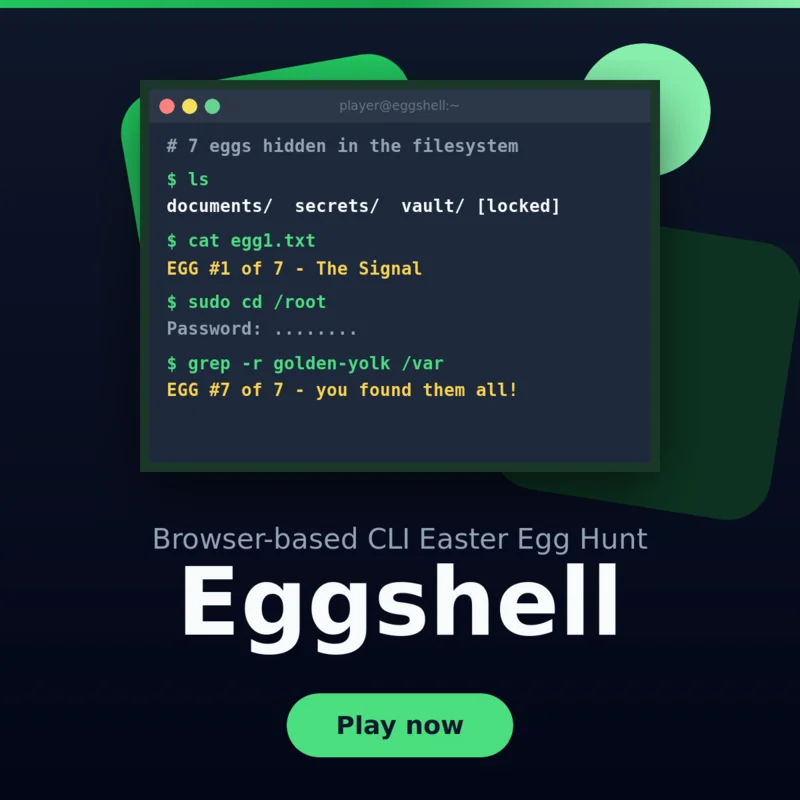 player@eggshell:~
# 7 eggs hidden in the filesystem
$ ls
documents/  secrets/  vault/ [locked]
$ cat egg1.txt
EGG #1 of 7 - The Signal
$ sudo cd /root
Password: ........
$ grep -r golden-yolk /var
EGG #7 of 7 - you found them all!
Browser-based CLI Easter Egg Hunt
Eggshell
Play now